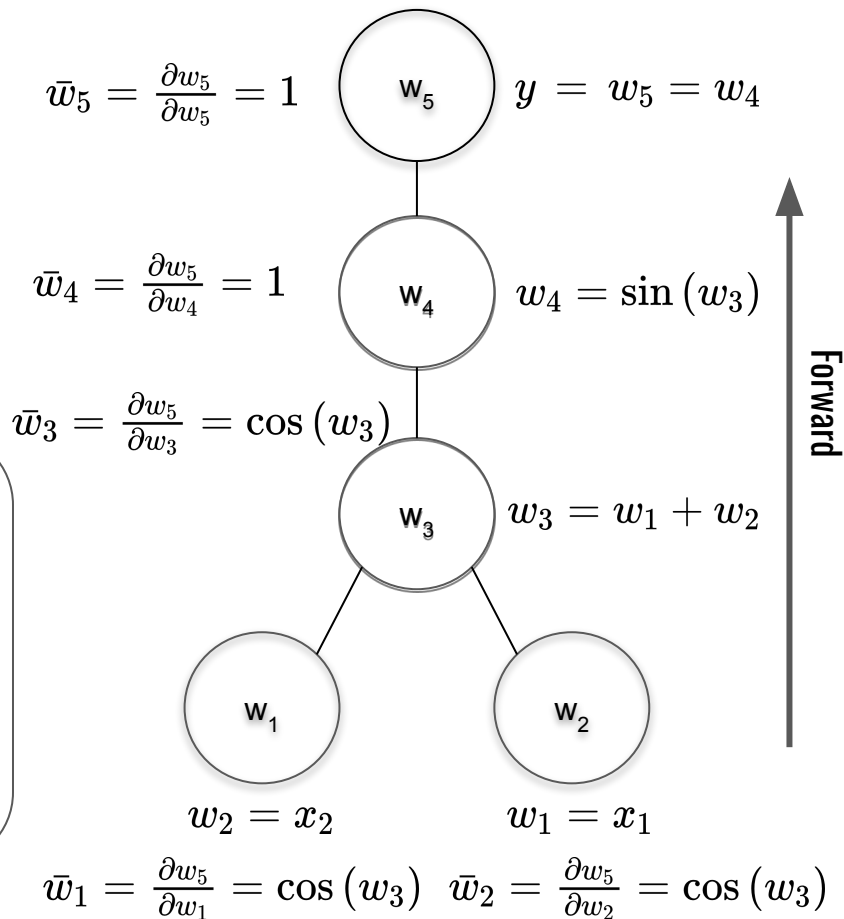 w̄₅ = ∂w₅/∂w₅ = 1
w₅
y = w₅ = w₄
w̄₄ = ∂w₅/∂w₄ = 1
w₄
w₄ = sin (w₃)
Forward
w̄₃ = ∂w₅/∂w₃ = cos (w₃)
w₃
w₃ = w₁ + w₂
w₁
w₂
w₂ = x₂
w₁ = x₁
w̄₁ = ∂w₅/∂w₁ = cos (w₃)
w̄₂ = ∂w₅/∂w₂ = cos (w₃)